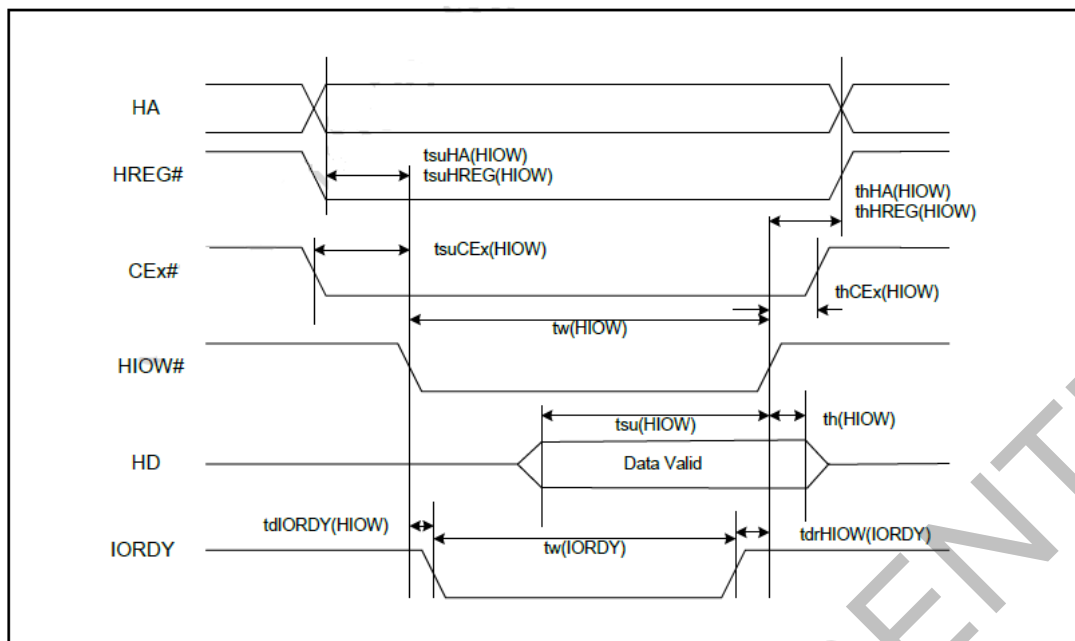 HA
HREG#
tsuHA(HIOW)
tsuHREG(HIOW)
thHA(HIOW)
thHREG(HIOW)
CEx#
tsuCEx(HIOW)
thCEx(HIOW)
tw(HIOW)
HIOW#
tsu(HIOW)
th(HIOW)
HD
Data Valid
tdIORDY(HIOW)
tw(IORDY)
tdrHIOW(IORDY)
IORDY
ENT